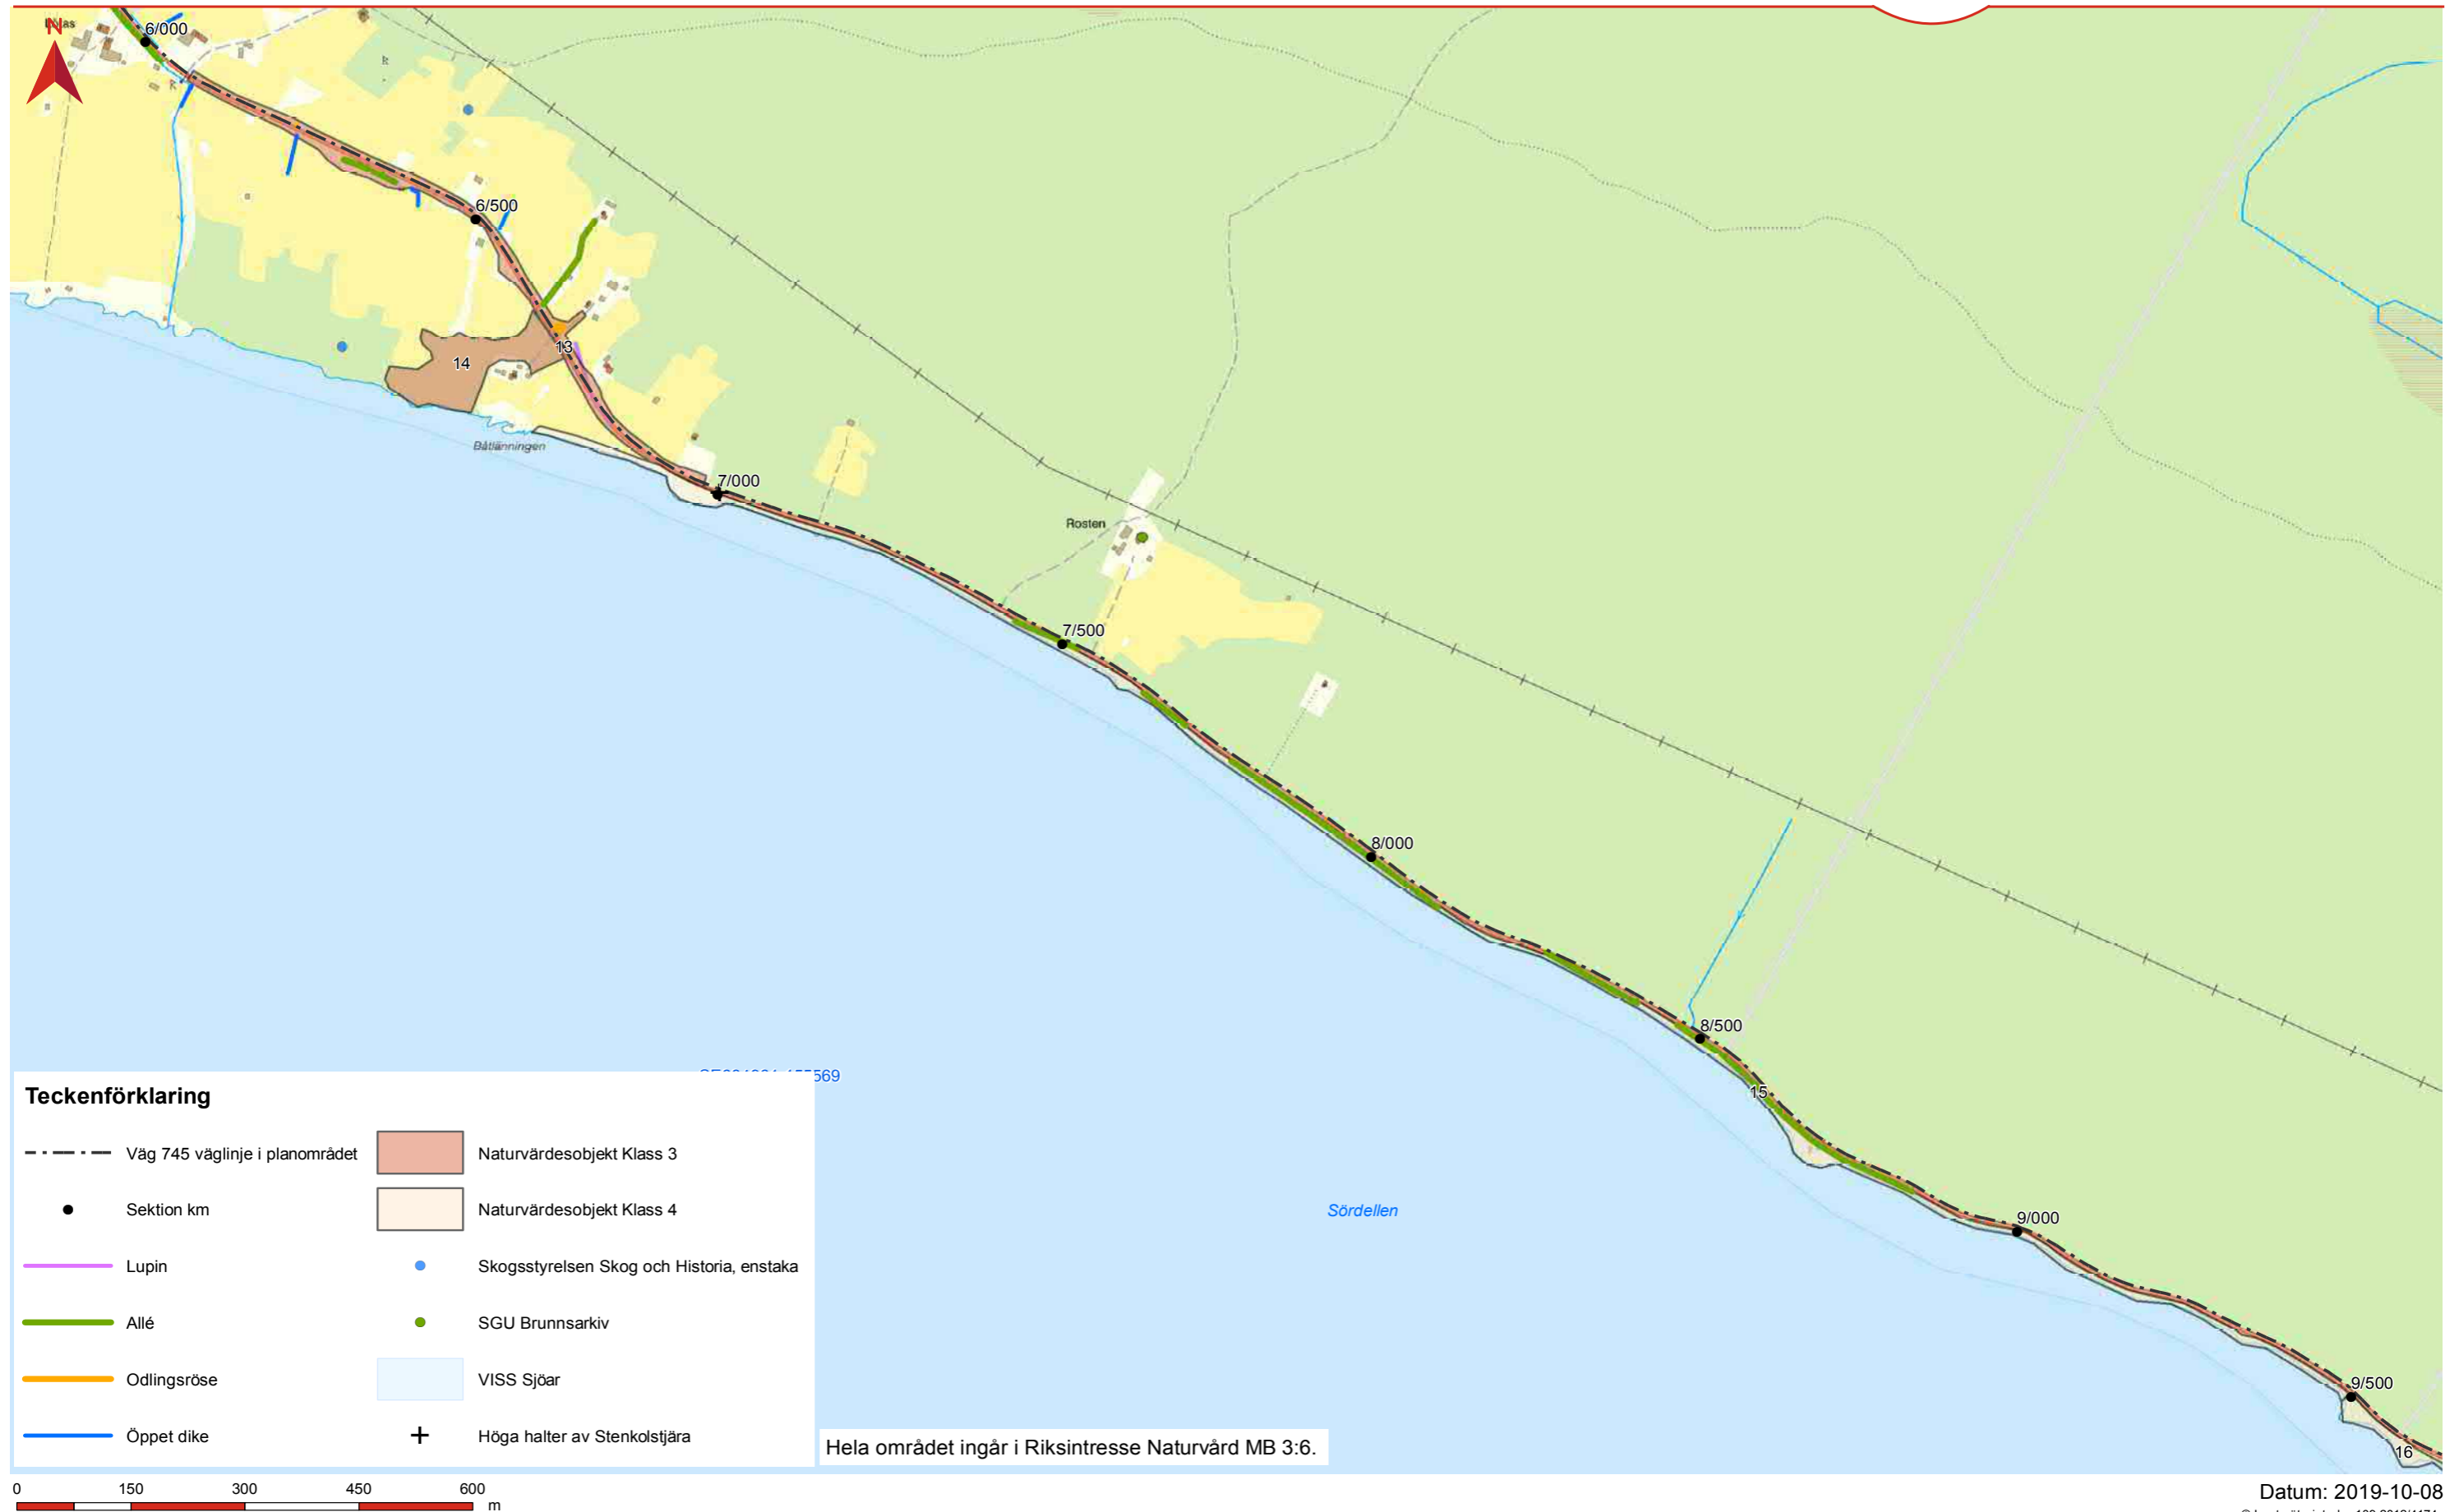 N
6/000
6/500
13
14
Båtlänningen
7/000
Rosten
7/500
8/000
8/500
15
9/000
Sördellen
9/500
16
Teckenförklaring
Väg 745 väglinje i planområdet
Naturvärdesobjekt Klass 3
Sektion km
Naturvärdesobjekt Klass 4
Lupin
Skogsstyrelsen Skog och Historia, enstaka
Allé
SGU Brunnsarkiv
Odlingsröse
VISS Sjöar
Öppet dike
Höga halter av Stenkolstjära
Hela området ingår i Riksintresse Naturvård MB 3:6.
0 150 300 450 600
m
Datum: 2019-10-08